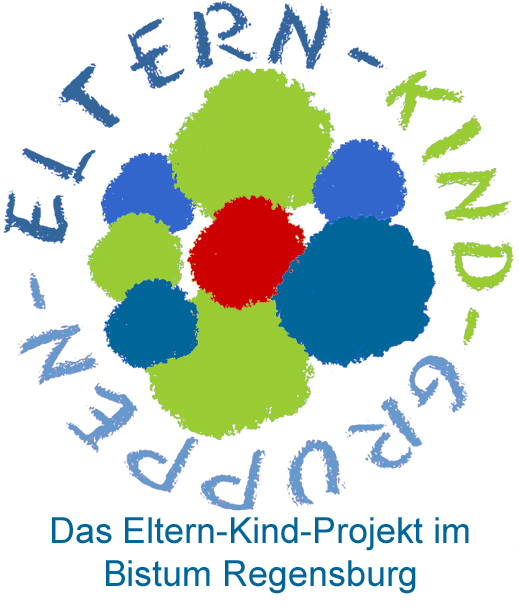 ELTERN-KIND-GRUPPEN-
Das Eltern-Kind-Projekt im
Bistum Regensburg